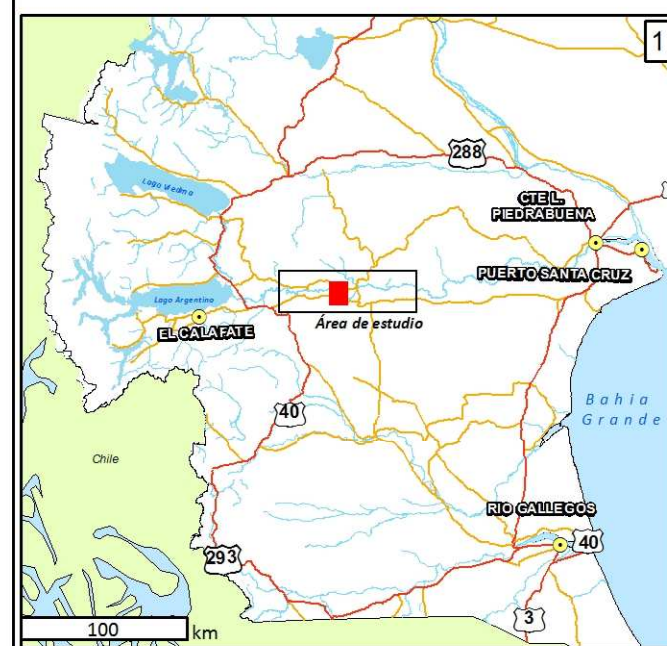 1
288
Lago Viedma
CTE L.
PIEDRABUENA
PUERTO SANTA CRUZ
Lago Argentino
Área de estudio
EL CALAFATE
Bahia
Grande
40
Chile
RIO GALLEGOS
40
293
3
100 km